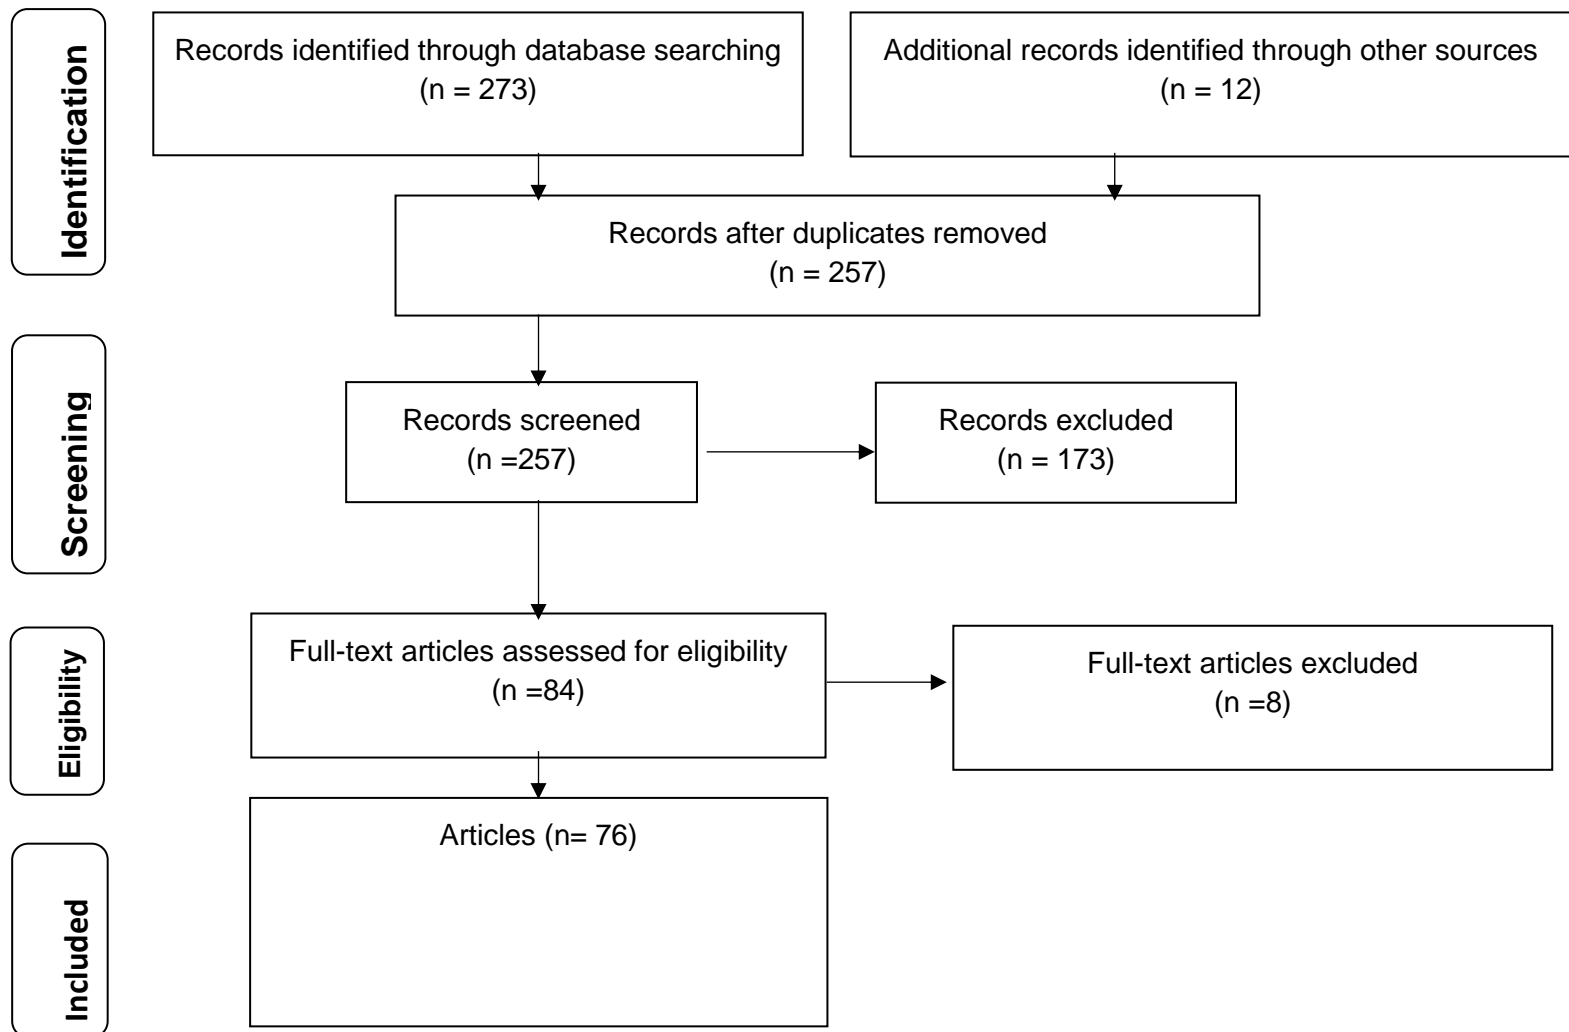 Identification
Records identified through database searching
(n = 273)
Additional records identified through other sources
(n = 12)
Records after duplicates removed
(n = 257)
Screening
Records screened
(n =257)
Records excluded
(n = 173)
Eligibility
Full-text articles assessed for eligibility
(n =84)
Full-text articles excluded
(n =8)
Included
Articles (n= 76)